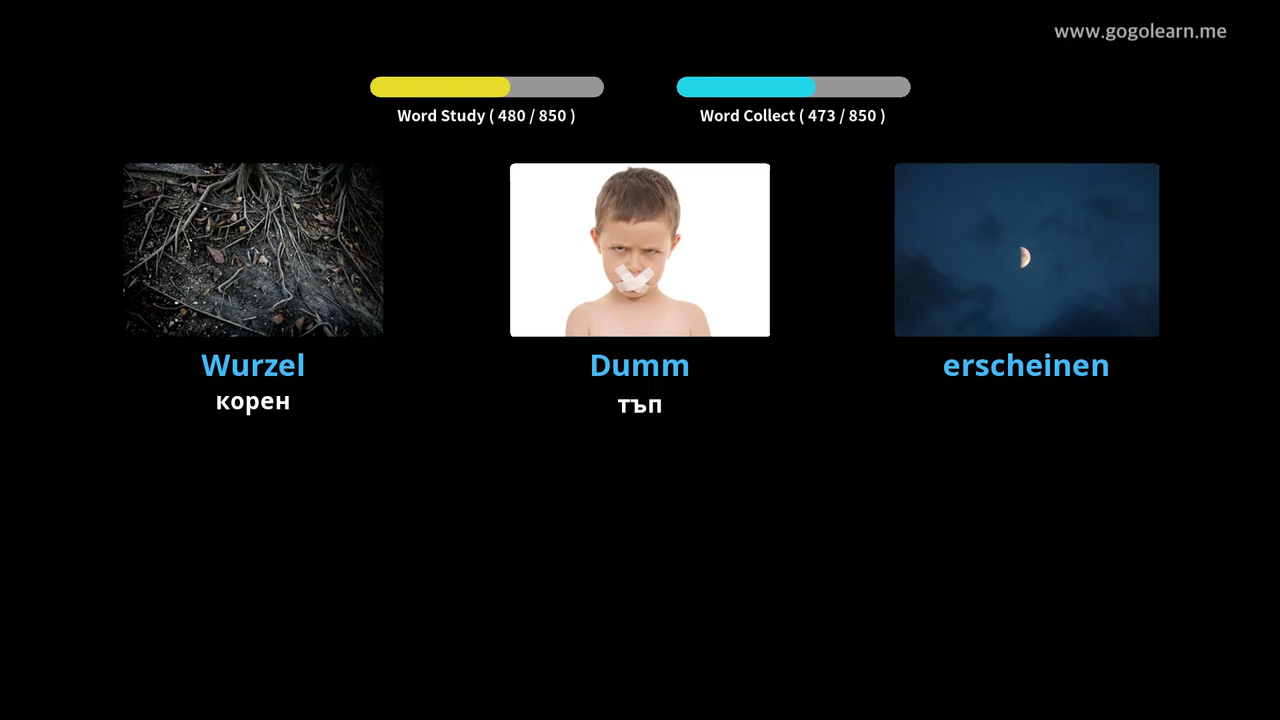 www.gogolearn.me
Word Study ( 480 / 850 )
Word Collect ( 473 / 850 )
Wurzel
корен
Dumm
тъп
erscheinen